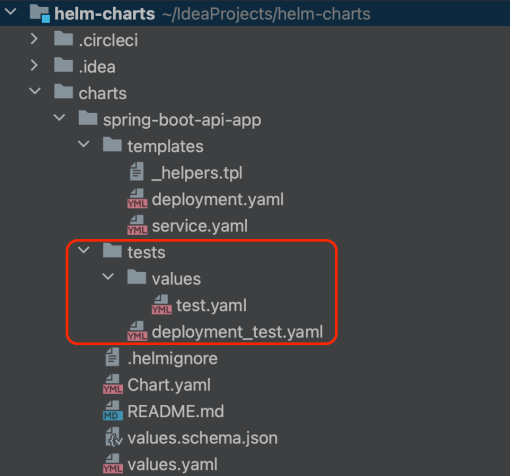 helm-charts ~/IdeaProjects/helm-charts
.circleci
.idea
charts
spring-boot-api-app
templates
_helpers.tpl
YML deployment.yaml
YML service.yaml
tests
values
YML test.yaml
YML deployment_test.yaml
.helmignore
YML Chart.yaml
MD README.md
values.schema.json
YML values.yaml